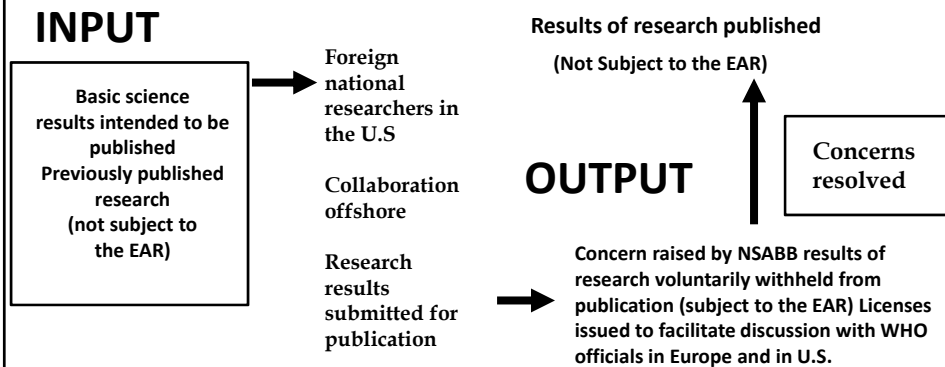 INPUT
Basic science
results intended to be
published
Previously published
research
(not subject to
the EAR)
Foreign
national
researchers in
the U.S
Collaboration
offshore
Research
results
submitted for
publication
OUTPUT
Results of research published
(Not Subject to the EAR)
Concerns
resolved
Concern raised by NSABB results of
research voluntarily withheld from
publication (subject to the EAR) Licenses
issued to facilitate discussion with WHO
officials in Europe and in U.S.